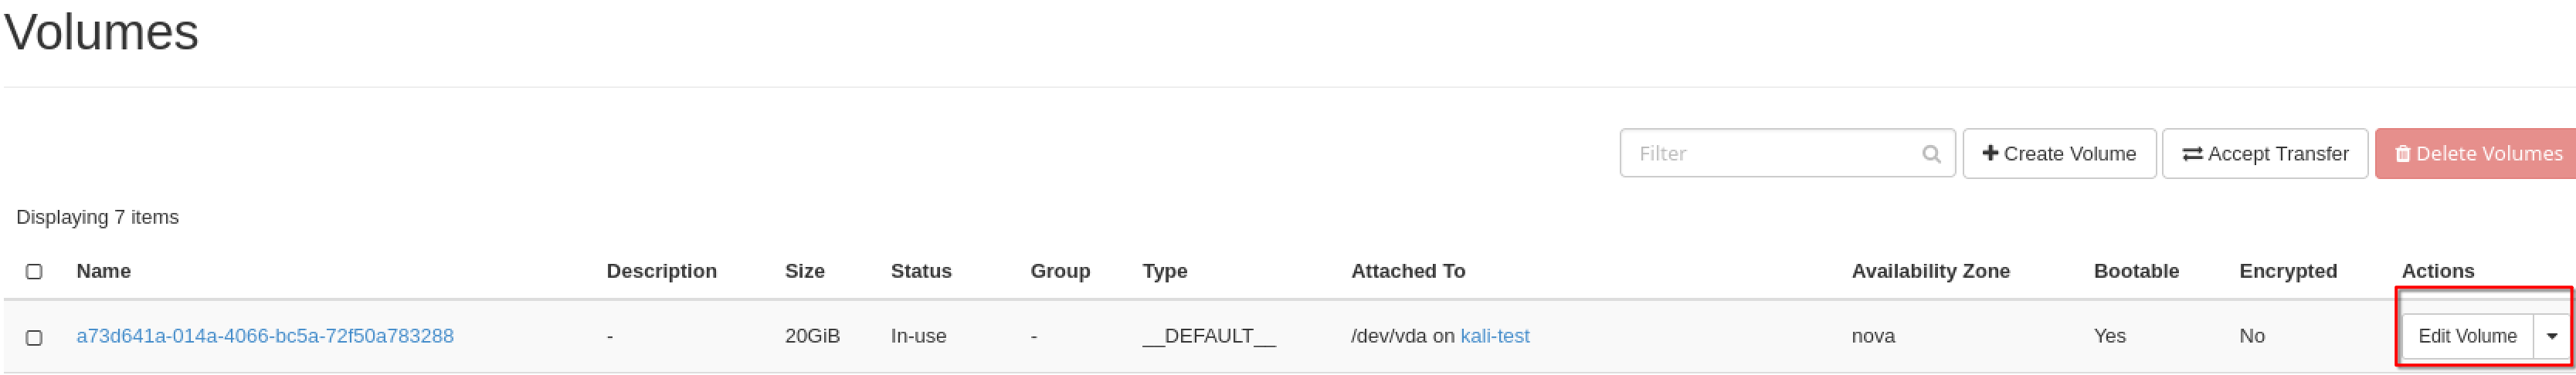 Volumes
Filter Create Volume Accept Transfer Delete Volumes
Displaying 7 items
Name Description Size Status Group Type Attached To Availability Zone Bootable Encrypted Actions
a73d641a-014a-4066-bc5a-72f50a783288 - 20GiB In-use - __DEFAULT__ /dev/vda on kali-test nova Yes No Edit Volume